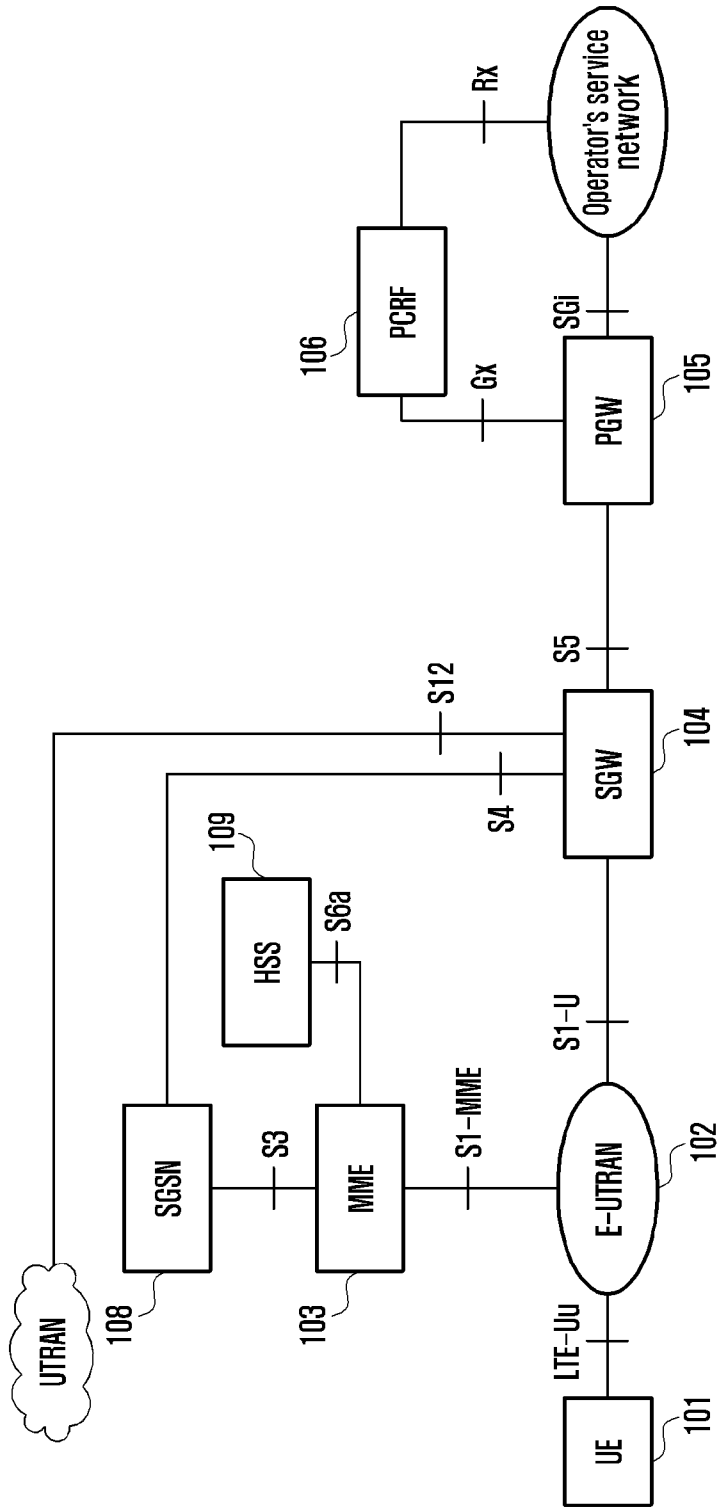 UTRAN
SGSN
108
S3
HSS
109
S6a
MME
103
S1-MME
S12
S4
PCRF
106
Gx
Rx
UE
101
LTE-Uu
E-UTRAN
102
S1-U
SGW
104
S5
PGW
105
SGi
Operator's service
network